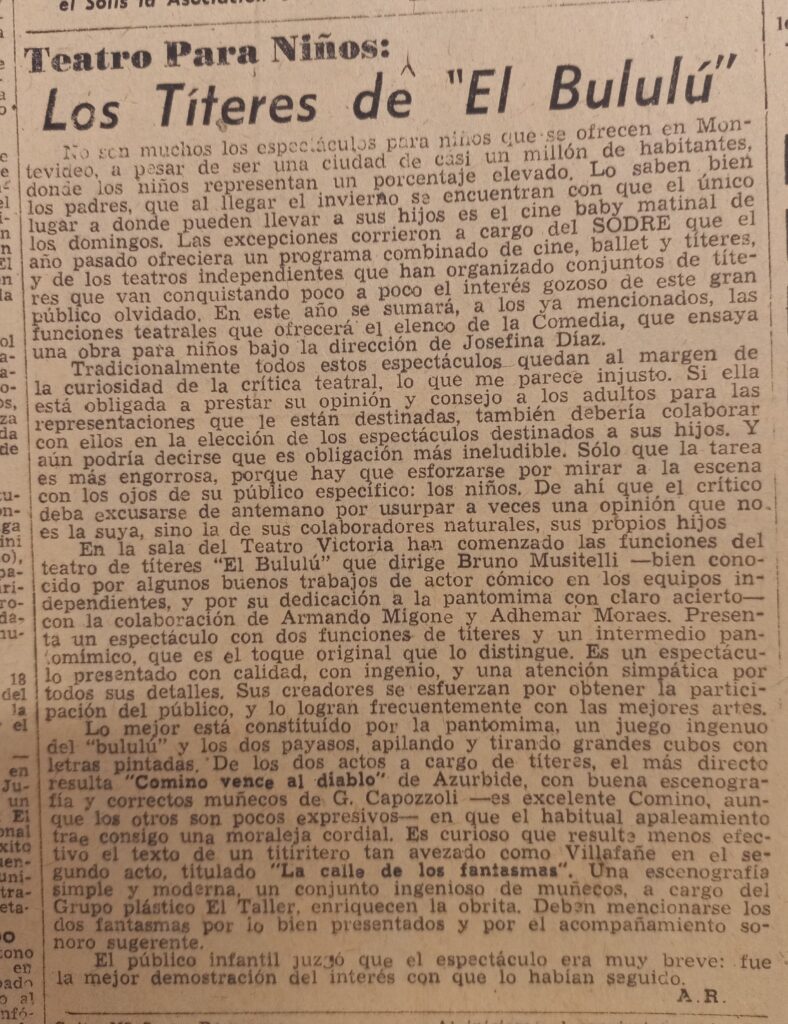 el Solís la Asociación
Teatro Para Niños:
Los Títeres de "El Bululú"
No son muchos los espectáculos para niños que se ofrecen en Mon-
tevideo, a pesar de ser una ciudad de casi un millón de habitantes,
donde los niños representan un porcentaje elevado. Lo saben bien
los padres, que al llegar el invierno se encuentran con que el único
lugar a donde pueden llevar a sus hijos es el cine baby matinal de
los domingos. Las excepciones corrieron a cargo del SODRE que el
año pasado ofreciera un programa combinado de cine, ballet y títeres,
y de los teatros independientes que han organizado conjuntos de títe-
res que van conquistando poco a poco el interés gozoso de este gran
público olvidado. En este año se sumará, a los ya mencionados, las
funciones teatrales que ofrecerá el elenco de la Comedia, que ensaya
una obra para niños bajo la dirección de Josefina Díaz.
Tradicionalmente todos estos espectáculos quedan al margen de
la curiosidad de la crítica teatral, lo que me parece injusto. Si ella
está obligada a prestar su opinión y consejo a los adultos para las
representaciones que le están destinadas, también debería colaborar
con ellos en la elección de los espectáculos destinados a sus hijos. Y
aún podría decirse que es obligación más ineludible. Sólo que la tarea
es más engorrosa, porque hay que esforzarse por mirar a la escena
con los ojos de su público específico: los niños. De ahí que el crítico
deba excusarse de antemano por usurpar a veces una opinión que no
es la suya, sino la de sus colaboradores naturales, sus propios hijos
En la sala del Teatro Victoria han comenzado las funciones del
teatro de títeres "El Bululú" que dirige Bruno Musitelli —bien cono-
cido por algunos buenos trabajos de actor cómico en los equipos in-
dependientes, y por su dedicación a la pantomima con claro acierto—
con la colaboración de Armando Migone y Adhemar Moraes. Presen-
ta un espectáculo con dos funciones de títeres y un intermedio pan-
tomímico, que es el toque original que lo distingue. Es un espectácu-
lo presentado con calidad, con ingenio, y una atención simpática por
todos sus detalles. Sus creadores se esfuerzan por obtener la partici-
pación del público, y lo logran frecuentemente con las mejores artes.
Lo mejor está constituído por la pantomima, un juego ingenuo
del "bululú" y los dos payasos, apilando y tirando grandes cubos con
letras pintadas. De los dos actos a cargo de títeres, el más directo
resulta "Comino vence al diablo" de Azurbide, con buena escenogra-
fía y correctos muñecos de G. Capozzoli —es excelente Comino, aun-
que los otros son pocos expresivos— en que el habitual apaleamiento
trae consigo una moraleja cordial. Es curioso que resulte menos efec-
tivo el texto de un titiritero tan avezado como Villafañe en el se-
gundo acto, titulado "La calle de los fantasmas". Una escenografía
simple y moderna, un conjunto ingenioso de muñecos, a cargo del
Grupo plástico El Taller, enriquecen la obrita. Deben mencionarse los
dos fantasmas por lo bien presentados y por el acompañamiento so-
noro sugerente.
El público infantil juzgó que el espectáculo era muy breve: fue
la mejor demostración del interés con que lo habían seguido.
A.R.